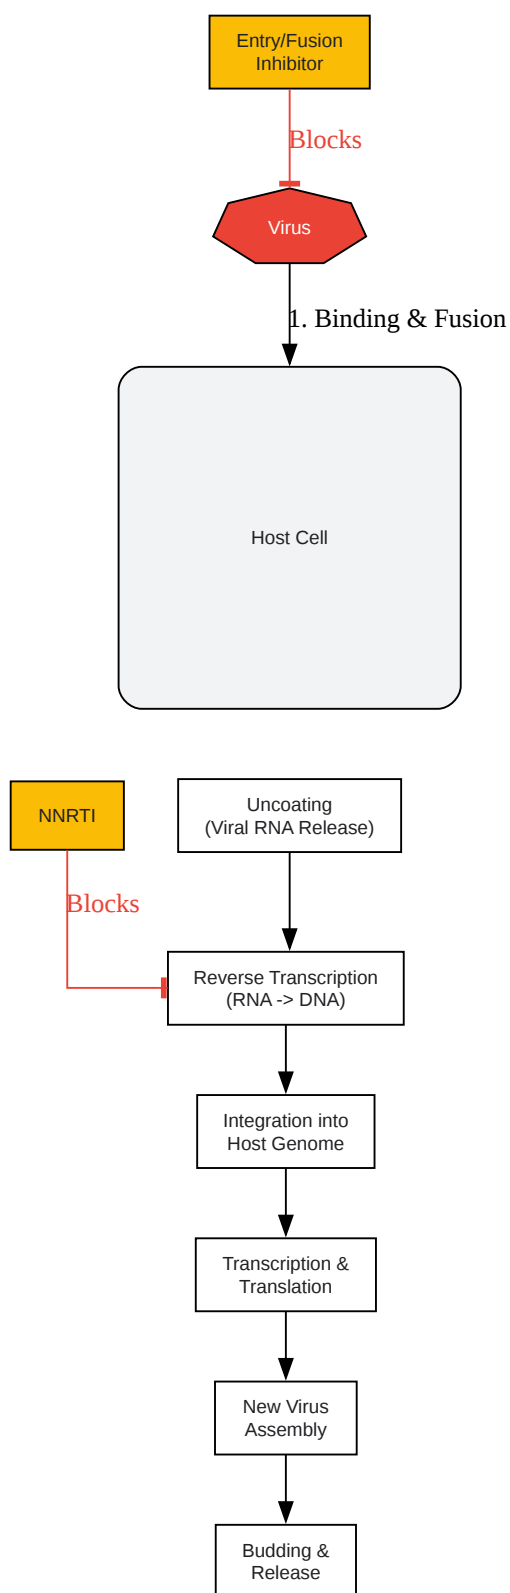 Entry/Fusion
Inhibitor
Blocks
Virus
1. Binding & Fusion
Host Cell
NNRTI
Uncoating
(Viral RNA Release)
Blocks
Reverse Transcription
(RNA -> DNA)
Integration into
Host Genome
Transcription &
Translation
New Virus
Assembly
Budding &
Release